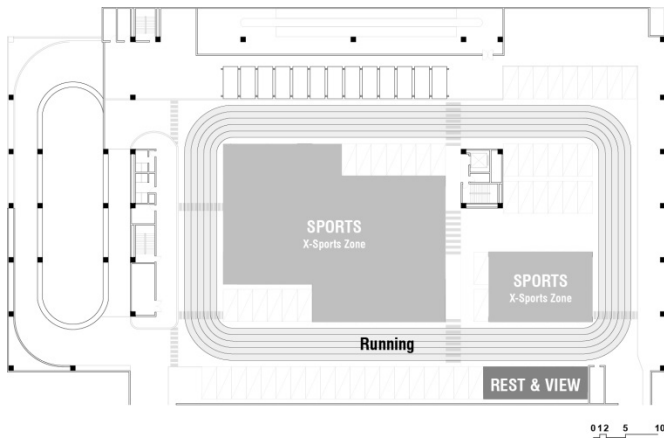 SPORTS
X-Sports Zone
SPORTS
X-Sports Zone
Running
REST & VIEW
0 1 2 5 10